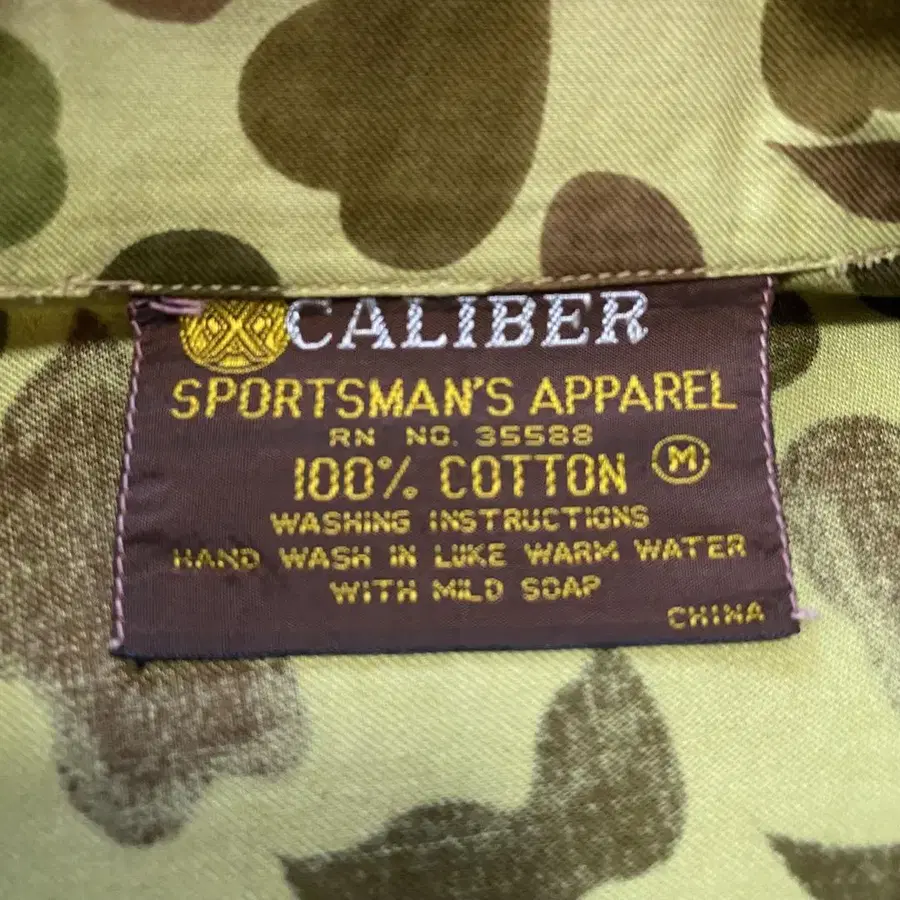 CALIBER
SPORTSMAN'S APPAREL
RN NO. 35588
100% COTTON M
WASHING INSTRUCTIONS
HAND WASH IN LUKE WARM WATER
WITH MILD SOAP
CHINA